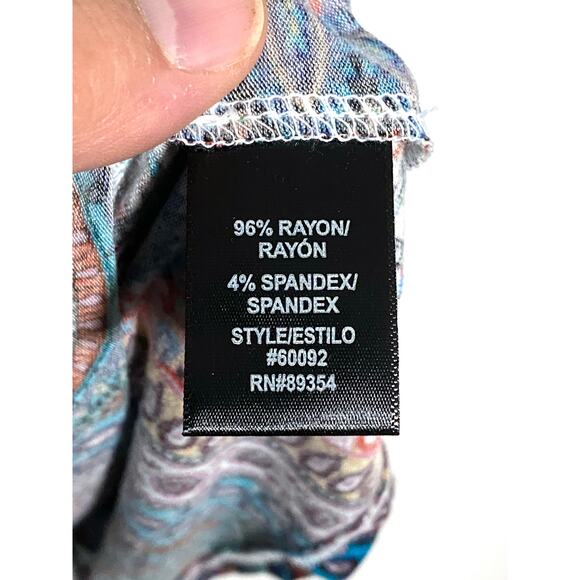 96% RAYON/
RAYÓN
4% SPANDEX/
SPANDEX
STYLE/ESTILO
#60092
RN#89354